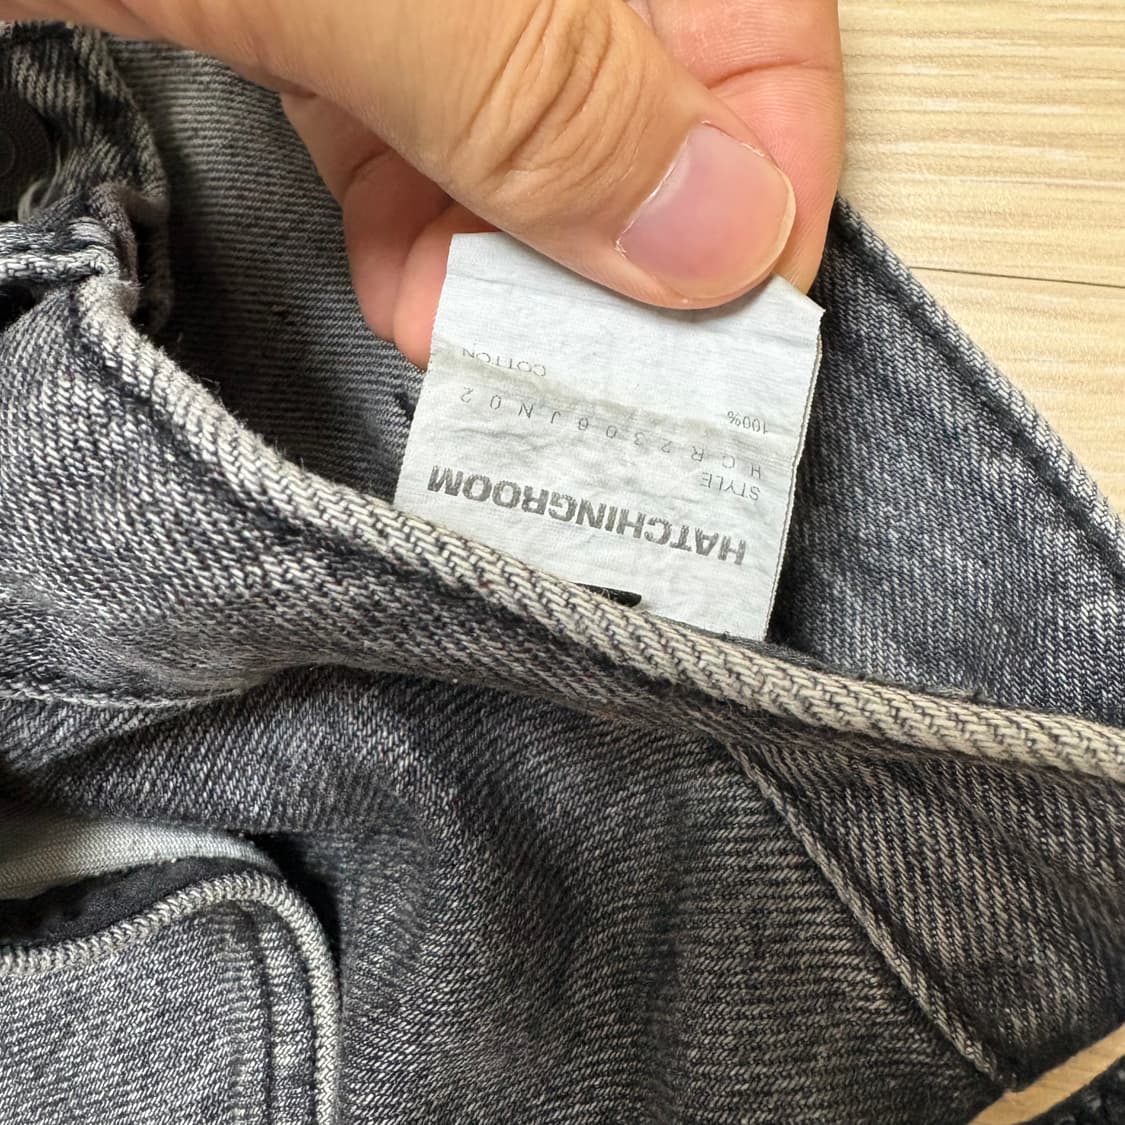 HATCHINGROOM
STYLE
HCR2306JN02
100% COTTON